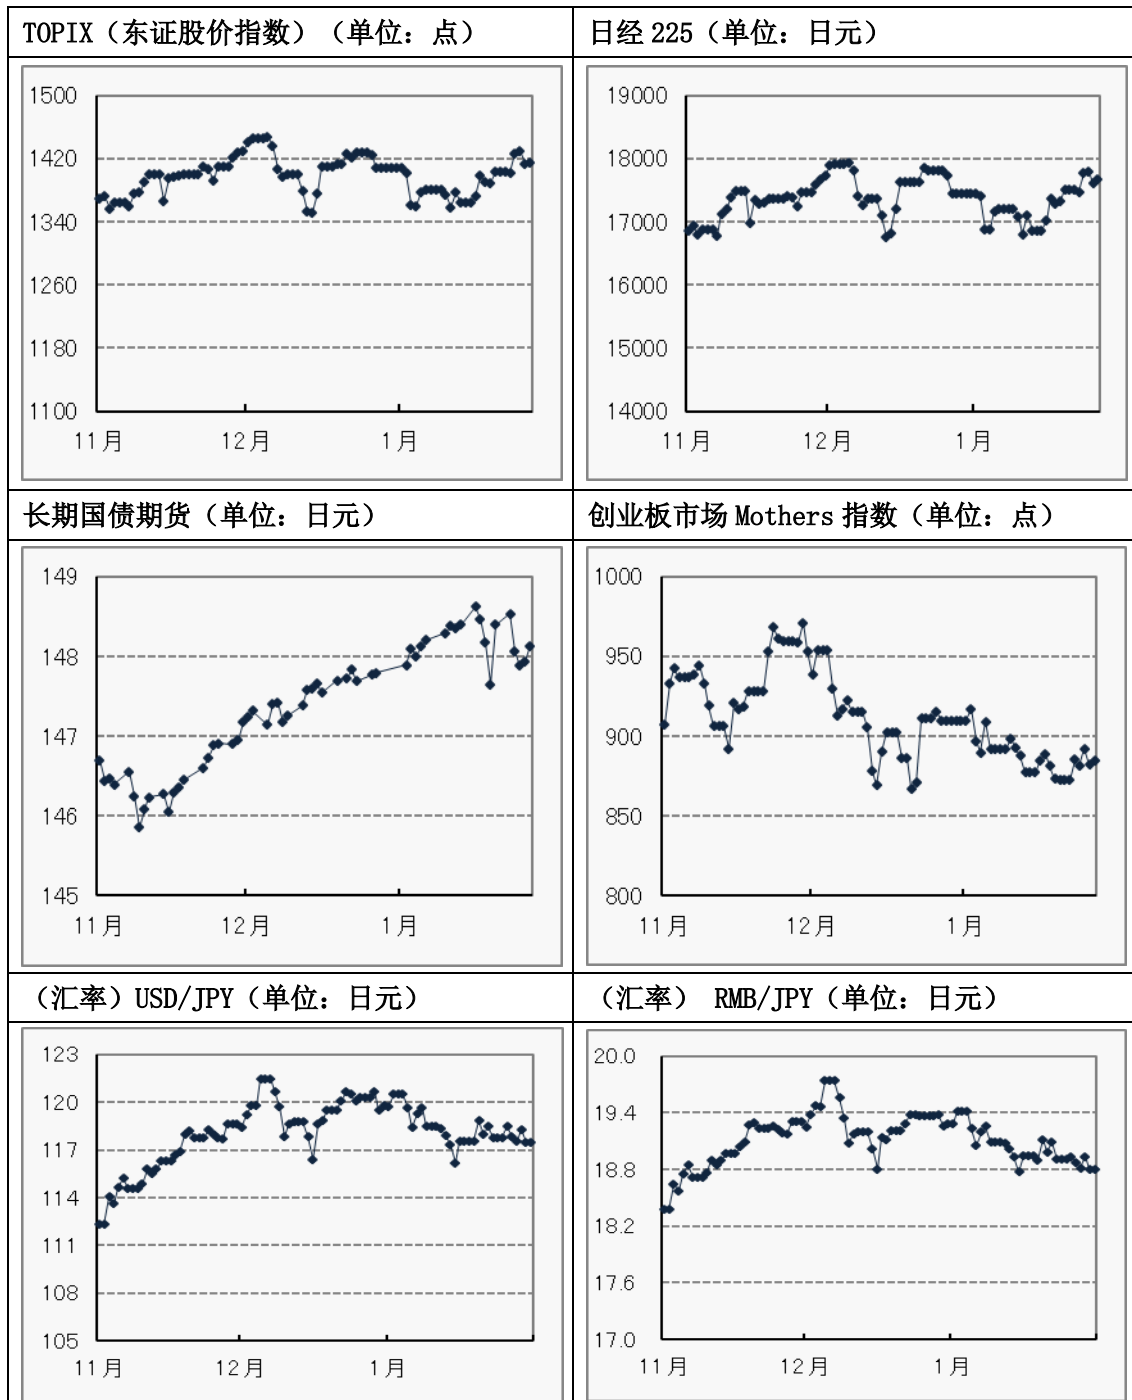 TOPIX（东证股价指数）（单位：点）
日经 225（单位：日元）
1500
1420
1340
1260
1180
1100
11月
12月
1月
19000
18000
17000
16000
15000
14000
11月
12月
1月
长期国债期货（单位：日元）
创业板市场 Mothers 指数（单位：点）
149
148
147
146
145
11月
12月
1月
1000
950
900
850
800
11月
12月
1月
（汇率）USD/JPY（单位：日元）
（汇率） RMB/JPY（单位：日元）
123
120
117
114
111
108
105
11月
12月
1月
20.0
19.4
18.8
18.2
17.6
17.0
11月
12月
1月